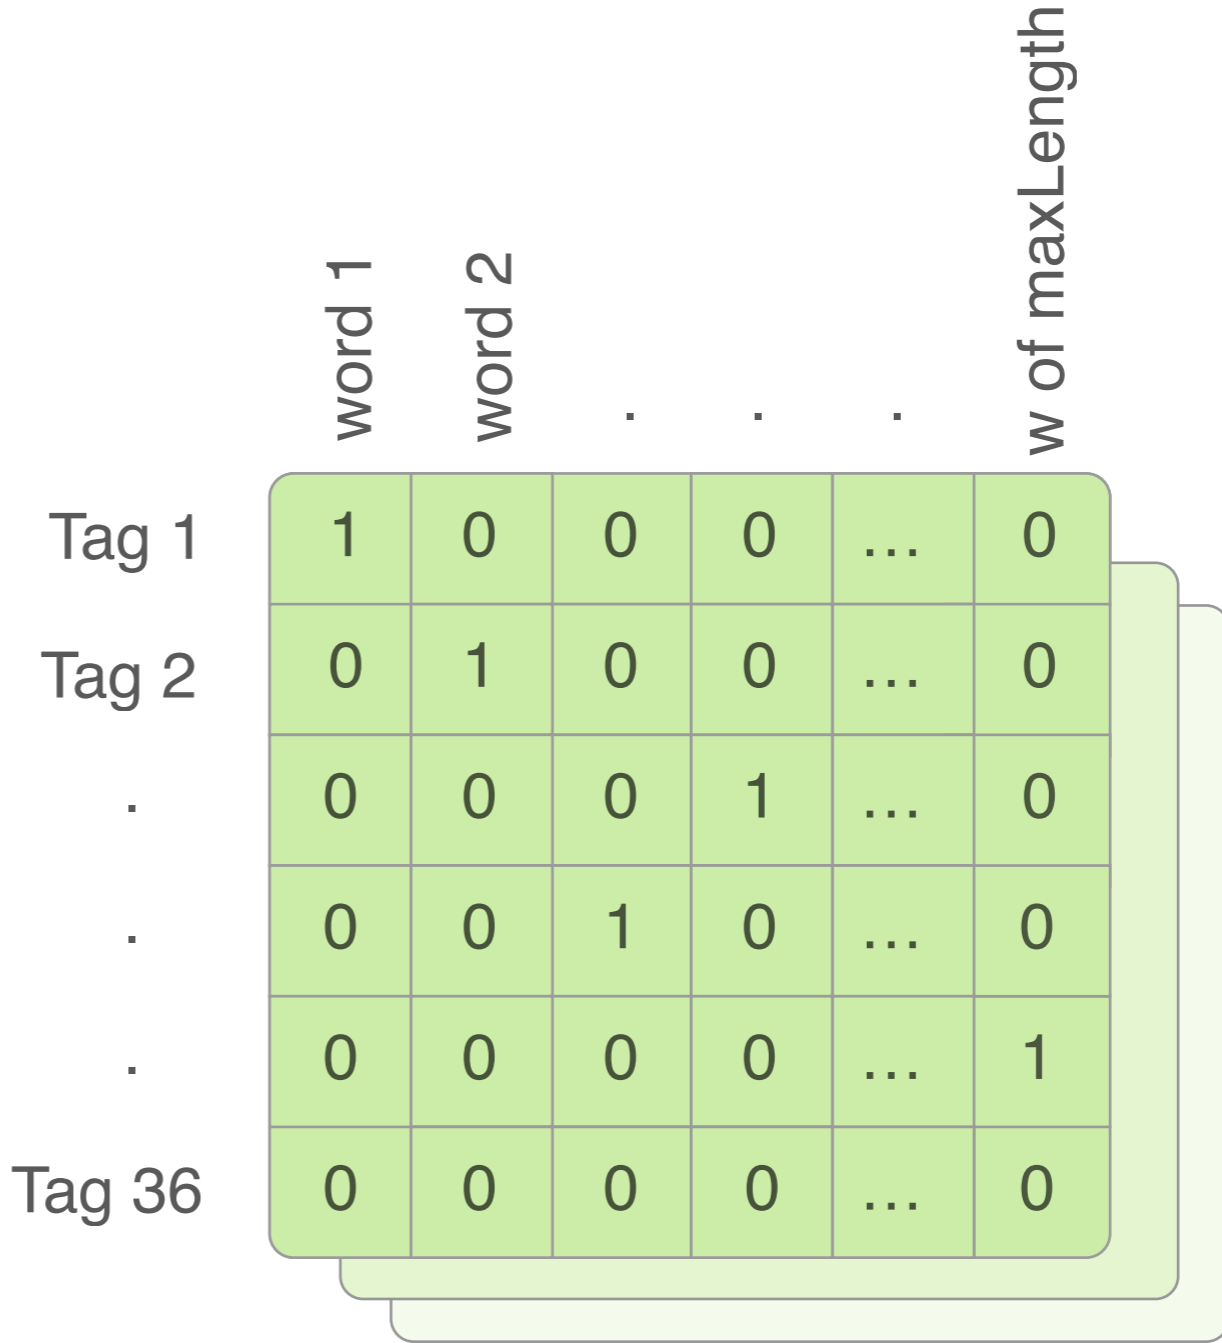 word 1 word 2 . . . w of maxLength
Tag 1 1 0 0 0 ... 0
Tag 2 0 1 0 0 ... 0
. 0 0 0 1 ... 0
. 0 0 1 0 ... 0
. 0 0 0 0 ... 1
Tag 36 0 0 0 0 ... 0